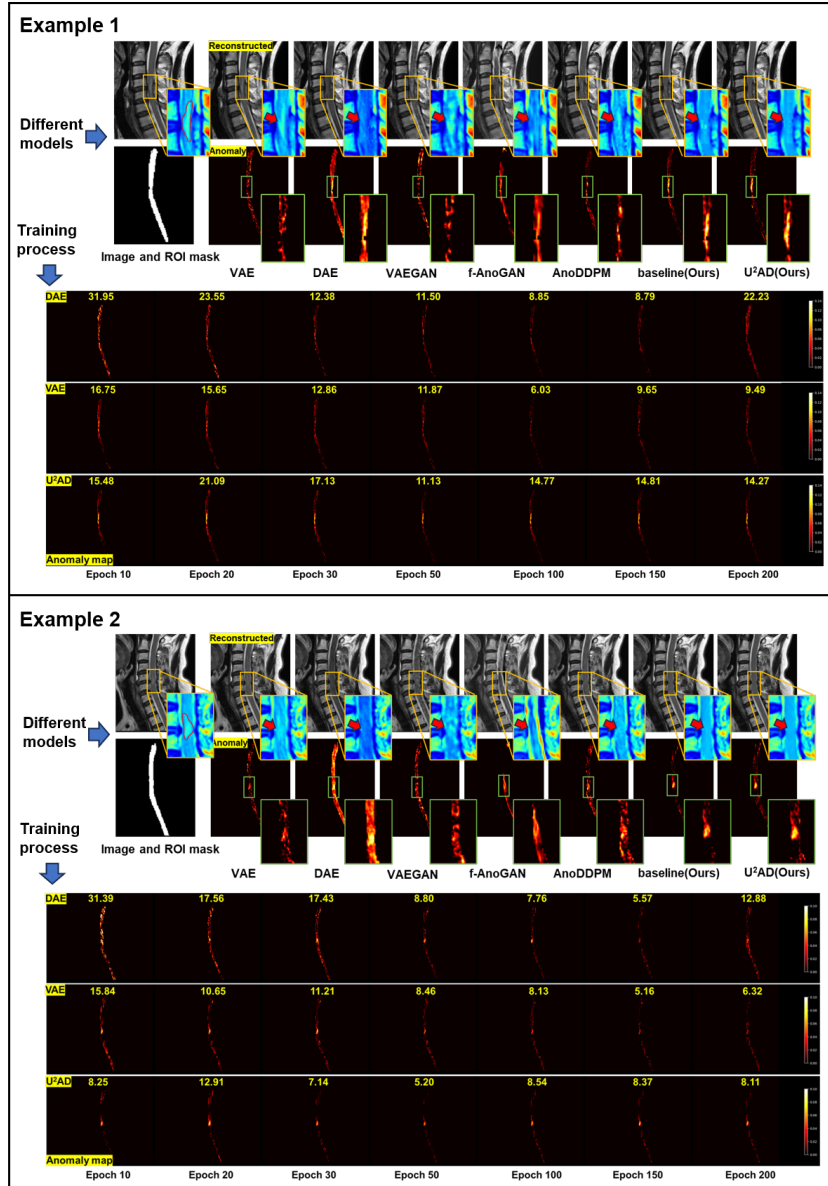 Example 1
Reconstructed
Different models
Anomaly
Training process
Image and ROI mask
VAE DAE VAEGAN f-AnoGAN AnoDDPM baseline(Ours) U²AD(Ours)
DAE 31.95 23.55 12.38 11.50 8.85 8.79 22.23
VAE 16.75 15.65 12.86 11.87 6.03 9.65 9.49
U²AD 15.48 21.09 17.13 11.13 14.77 14.81 14.27
Anomaly map
Epoch 10 Epoch 20 Epoch 30 Epoch 50 Epoch 100 Epoch 150 Epoch 200
Example 2
Reconstructed
Different models
Anomaly
Training process
Image and ROI mask
VAE DAE VAEGAN f-AnoGAN AnoDDPM baseline(Ours) U²AD(Ours)
DAE 31.39 17.56 17.43 8.80 7.76 5.57 12.88
VAE 15.84 10.65 11.21 8.46 8.13 5.16 6.32
U²AD 8.25 12.91 7.14 5.20 8.54 8.37 8.11
Anomaly map
Epoch 10 Epoch 20 Epoch 30 Epoch 50 Epoch 100 Epoch 150 Epoch 200